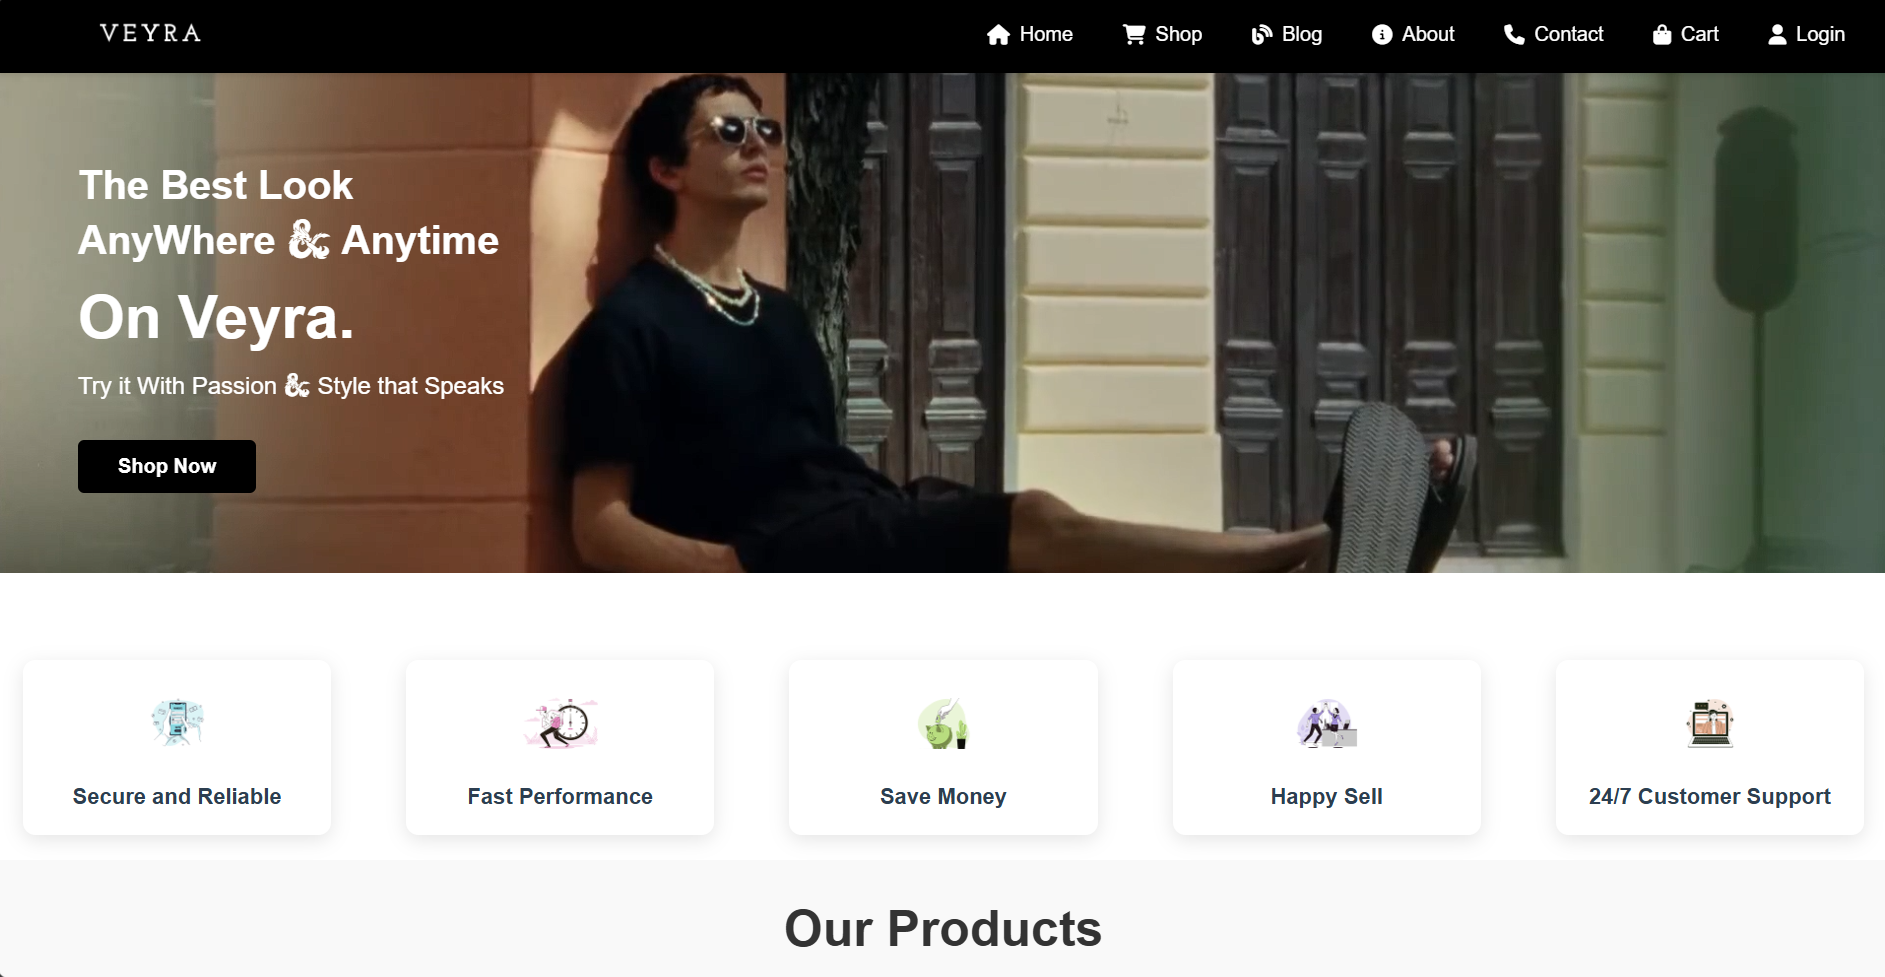 VEYRA
Home Shop Blog About Contact Cart Login
The Best Look
AnyWhere & Anytime
On Veyra.
Try it With Passion & Style that Speaks
Shop Now
Secure and Reliable
Fast Performance
Save Money
Happy Sell
24/7 Customer Support
Our Products